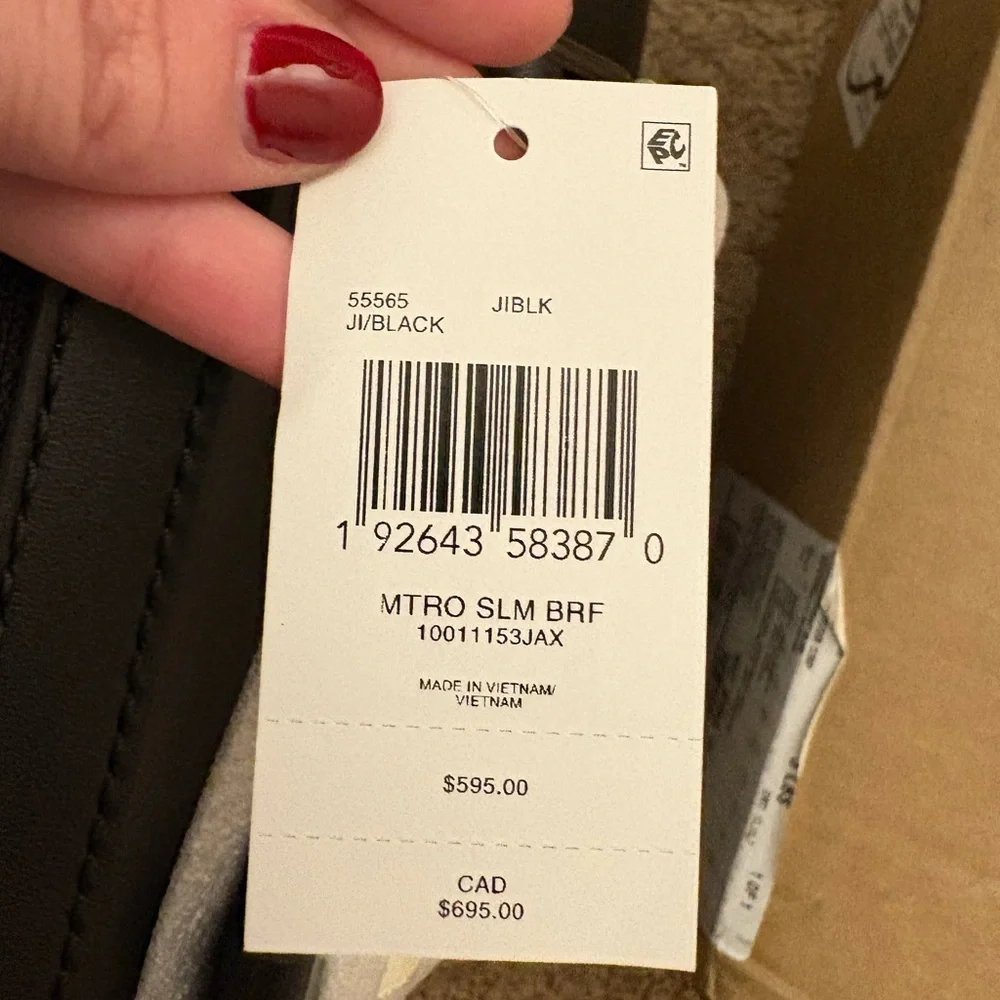 EPC
55565 JIBLK
JI/BLACK
1 92643 58387 0
MTRO SLM BRF
10011153JAX
MADE IN VIETNAM/
VIETNAM
$595.00
CAD
$695.00